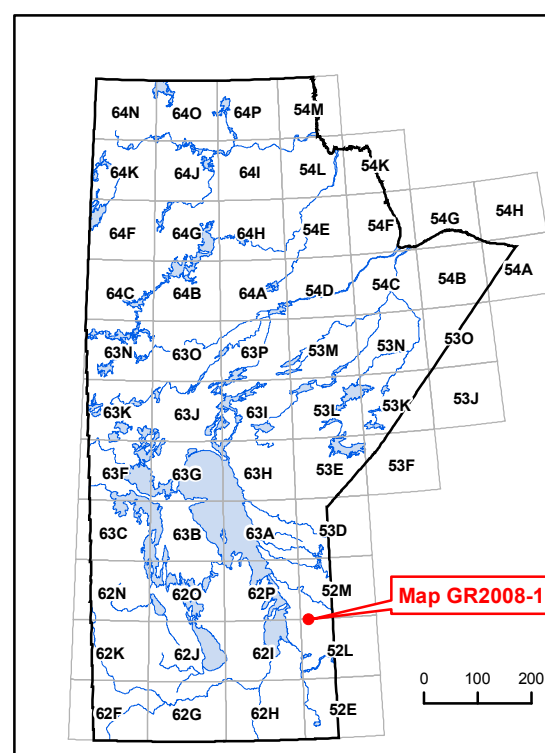 64N 64O 64P 54M
64K 64J 64I 54L 54K
64F 64G 64H 54E 54F 54G 54H
64C 64B 64A 54D 54C 54B 54A
63N 63O 63P 53M 53N 53O
63K 63J 63I 53L 53K 53J
63F 63G 63H 53E 53F
63C 63B 63A 53D
62N 62O 62P 52M
Map GR2008-1
62K 62J 62I 52L
0 100 200
62F 62G 62H 52E